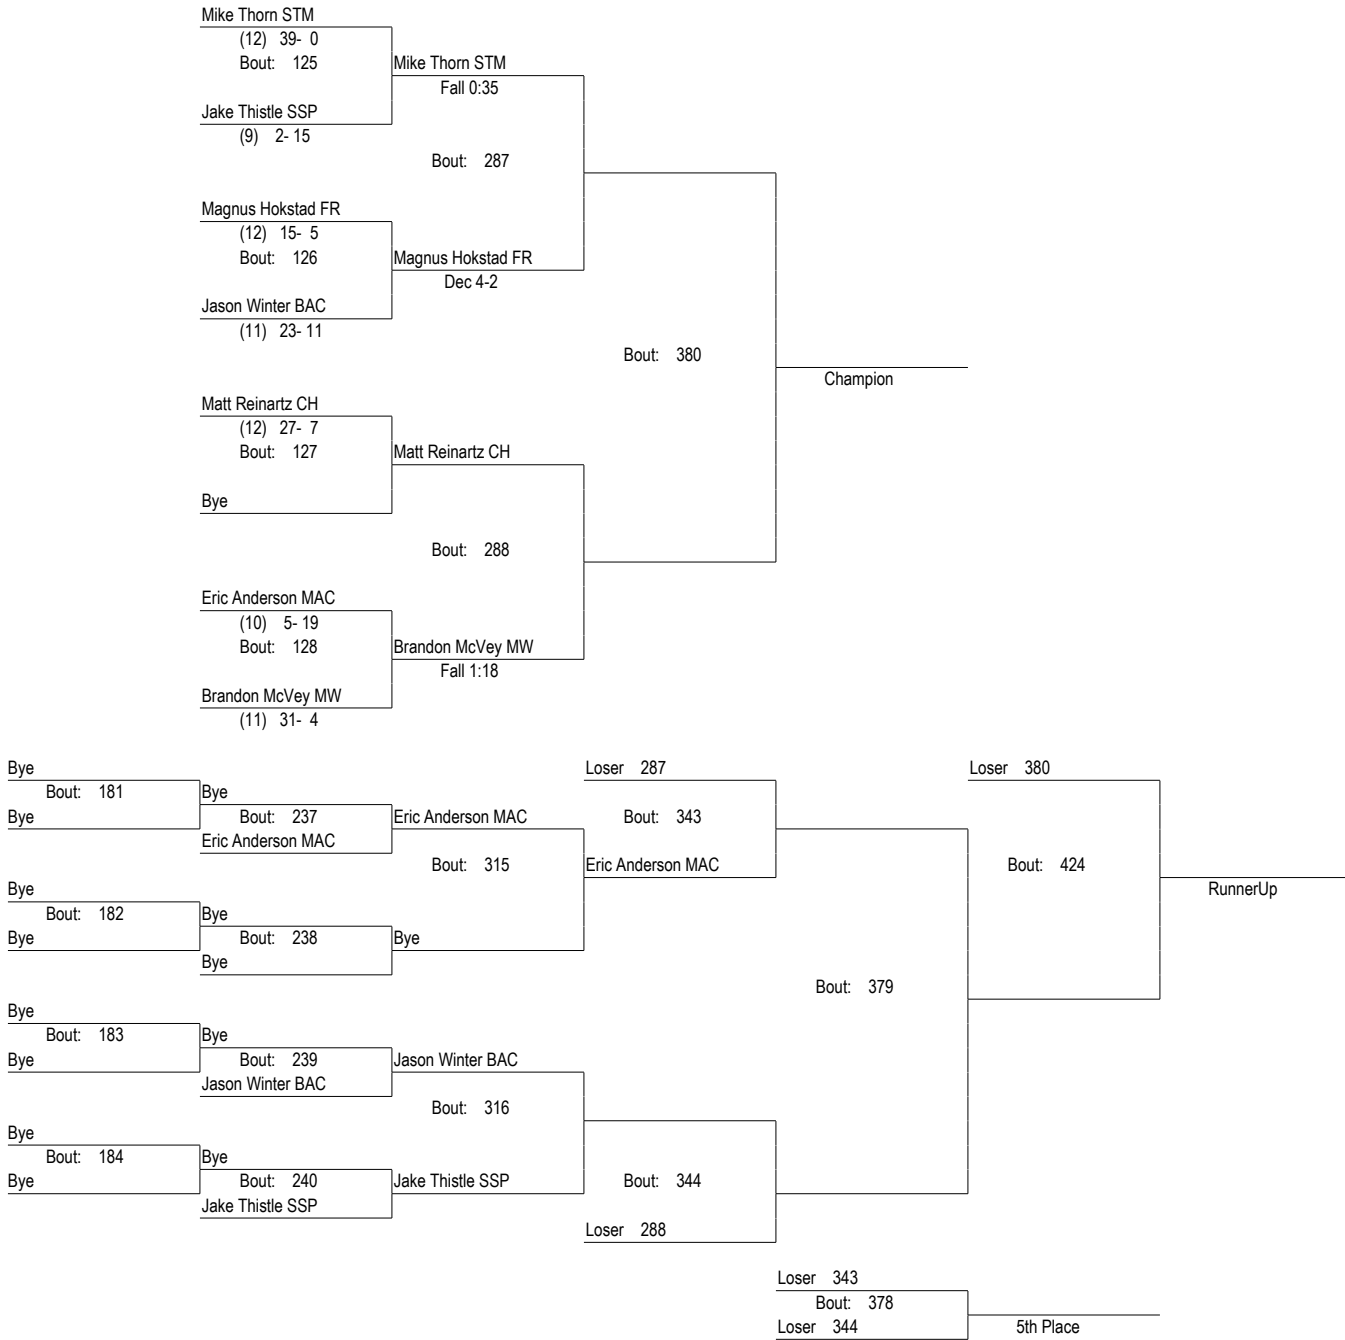 Mike Thorn STM
(12) 39- 0
Bout: 125
Mike Thorn STM
Fall 0:35
Jake Thistle SSP
(9) 2- 15
Bout: 287
Magnus Hokstad FR
(12) 15- 5
Bout: 126
Magnus Hokstad FR
Dec 4-2
Jason Winter BAC
(11) 23- 11
Bout: 380
Champion
Matt Reinartz CH
(12) 27- 7
Bout: 127
Matt Reinartz CH
Bye
Bout: 288
Eric Anderson MAC
(10) 5- 19
Bout: 128
Brandon McVey MW
Fall 1:18
Brandon McVey MW
(11) 31- 4
Bye
Loser 287
Loser 380
Bout: 181
Bye
Bye
Bout: 237
Eric Anderson MAC
Bout: 343
Eric Anderson MAC
Bout: 315
Eric Anderson MAC
Bout: 424
Bye
RunnerUp
Bout: 182
Bye
Bye
Bout: 238
Bye
Bye
Bout: 379
Bye
Bout: 183
Bye
Bye
Bout: 239
Jason Winter BAC
Jason Winter BAC
Bout: 316
Bye
Bout: 184
Bye
Bye
Bout: 240
Jake Thistle SSP
Bout: 344
Jake Thistle SSP
Loser 288
Loser 343
Bout: 378
Loser 344
5th Place